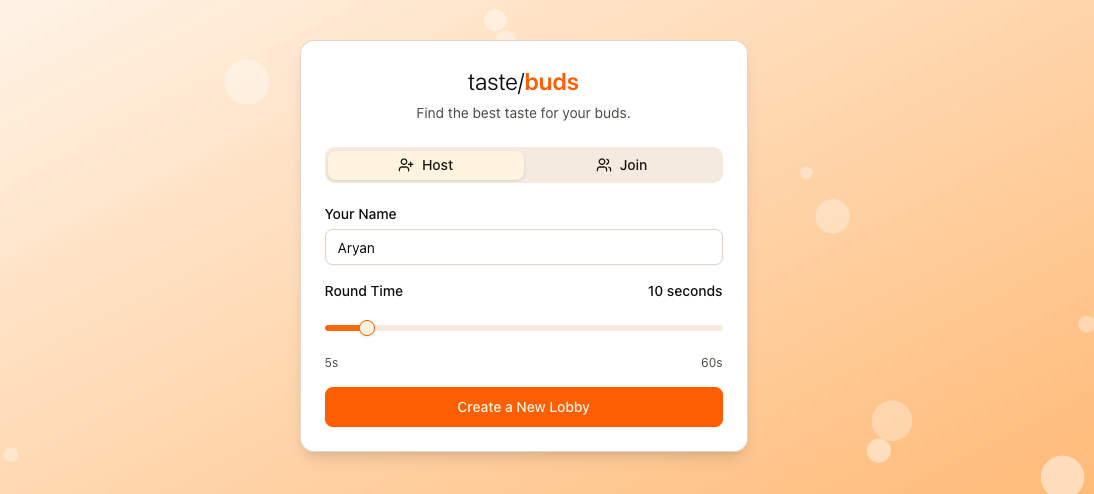 taste/buds
Find the best taste for your buds.
Host Join
Your Name
Aryan
Round Time 10 seconds
5s 60s
Create a New Lobby